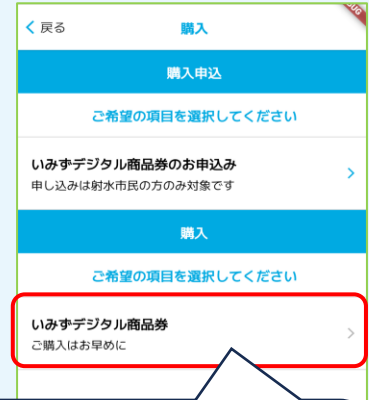 戻る
購入
購入申込
ご希望の項目を選択してください
いみずデジタル商品券のお申込み
申し込みは射水市民の方のみ対象です
購入
ご希望の項目を選択してください
いみずデジタル商品券
ご購入はお早めに